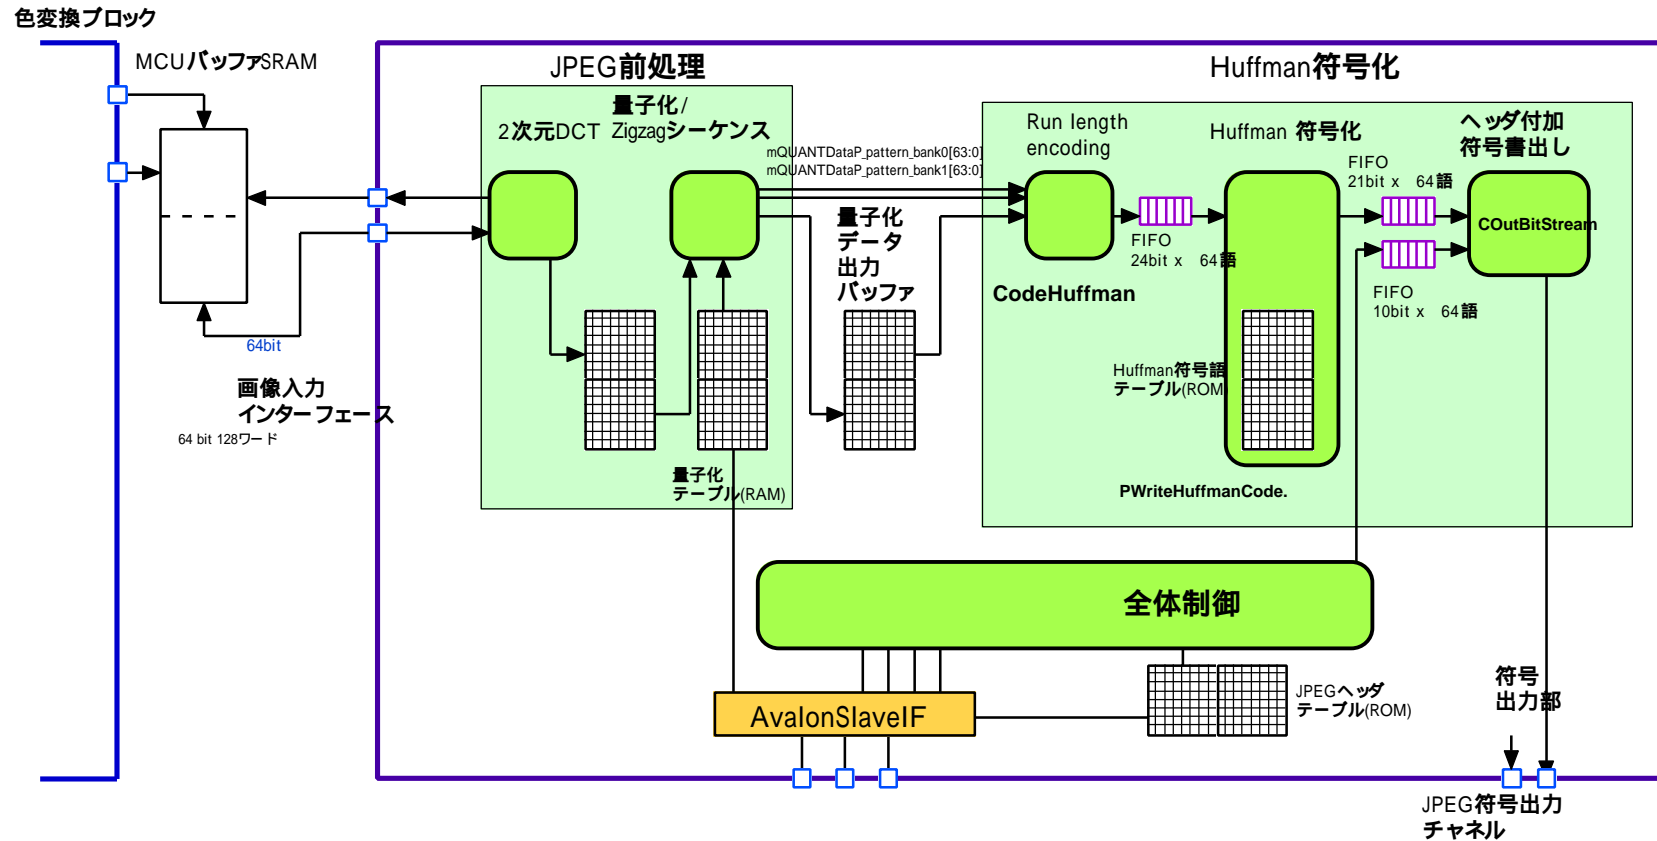 色変換ブロック
MCUバッファSRAM
JPEG前処理
Huffman符号化
2次元DCT
量子化/
Zigzagシーケンス
mQUANTDataP_pattern_bank0[63:0]
mQUANTDataP_pattern_bank1[63:0]
Run length
encoding
Huffman 符号化
ヘッダ付加
符号書出し
FIFO
21bit x 64語
量子化
データ
出力
バッファ
FIFO
24bit x 64語
COutBitStream
CodeHuffman
FIFO
10bit x 64語
64bit
画像入力
インターフェース
64 bit 128ワード
Huffman符号語
テーブル(ROM)
量子化
テーブル(RAM)
PWriteHuffmanCode.
全体制御
AvalonSlaveIF
JPEGヘッダ
テーブル(ROM)
符号
出力部
JPEG符号出力
チャネル